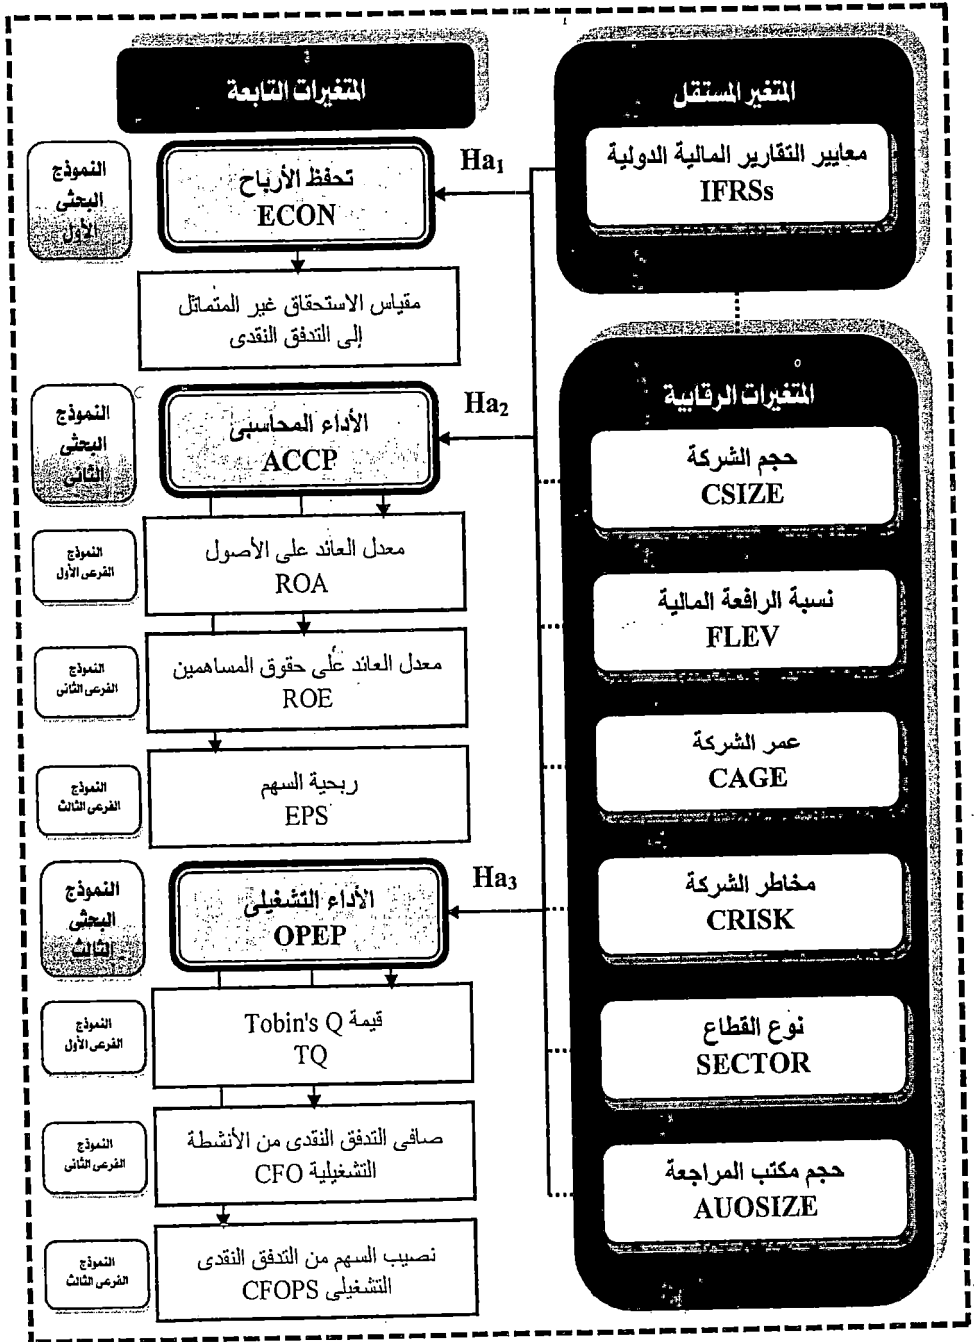 المتغير المستقل
معايير التقارير المالية الدولية
IFRSs
المتغيرات الرقابية
حجم الشركة
CSIZE
نسبة الرافعة المالية
FLEV
عمر الشركة
CAGE
مخاطر الشركة
CRISK
نوع القطاع
SECTOR
حجم مكتب المراجعة
AUOSIZE
المتغيرات التابعة
Ha1
تحفظ الأرباح
ECON
النموذج
البحثى
الأول
مقياس الاستحقاق غير المتماثل
إلى التدفق النقدى
Ha2
الأداء المحاسبى
ACCP
النموذج
البحثى
الثانى
معدل العائد على الأصول
ROA
النموذج
الفرعى الأول
معدل العائد على حقوق المساهمين
ROE
النموذج
الفرعى الثانى
ربحية السهم
EPS
النموذج
الفرعى الثالث
Ha3
الأداء التشغيلى
OPEP
النموذج
البحثى
الثالث
قيمة Tobin's Q
TQ
النموذج
الفرعى الأول
صافى التدفق النقدى من الأنشطة
التشغيلية CFO
النموذج
الفرعى الثانى
نصيب السهم من التدفق النقدى
التشغيلى CFOPS
النموذج
الفرعى الثالث